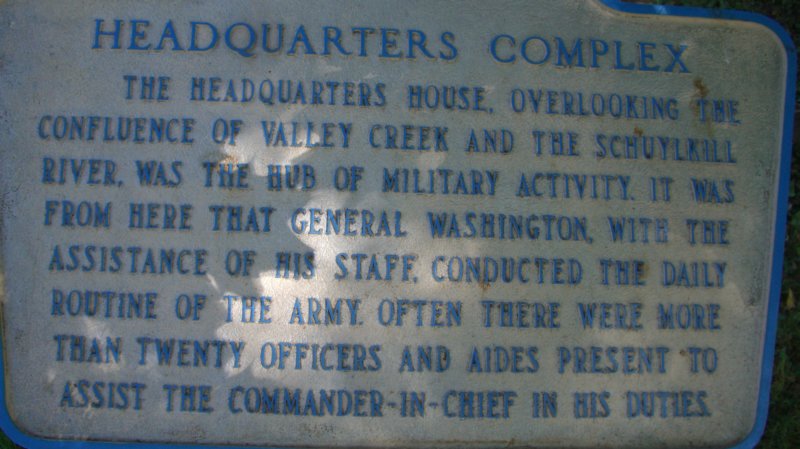 HEADQUARTERS COMPLEX
THE HEADQUARTERS HOUSE, OVERLOOKING THE
CONFLUENCE OF VALLEY CREEK AND THE SCHUYLKILL
RIVER, WAS THE HUB OF MILITARY ACTIVITY. IT WAS
FROM HERE THAT GENERAL WASHINGTON, WITH THE
ASSISTANCE OF HIS STAFF, CONDUCTED THE DAILY
ROUTINE OF THE ARMY. OFTEN THERE WERE MORE
THAN TWENTY OFFICERS AND AIDES PRESENT TO
ASSIST THE COMMANDER-IN-CHIEF IN HIS DUTIES.